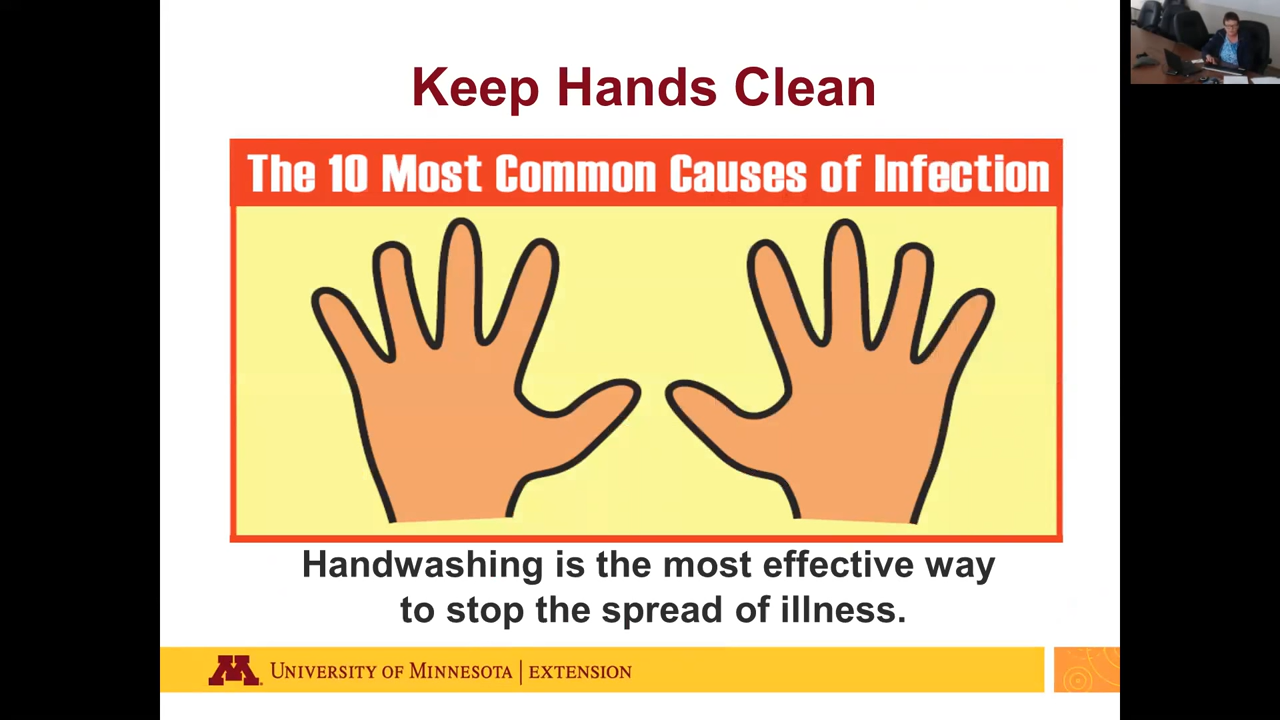 Keep Hands Clean
The 10 Most Common Causes of Infection
Handwashing is the most effective way
to stop the spread of illness.
M
UNIVERSITY OF MINNESOTA | EXTENSION